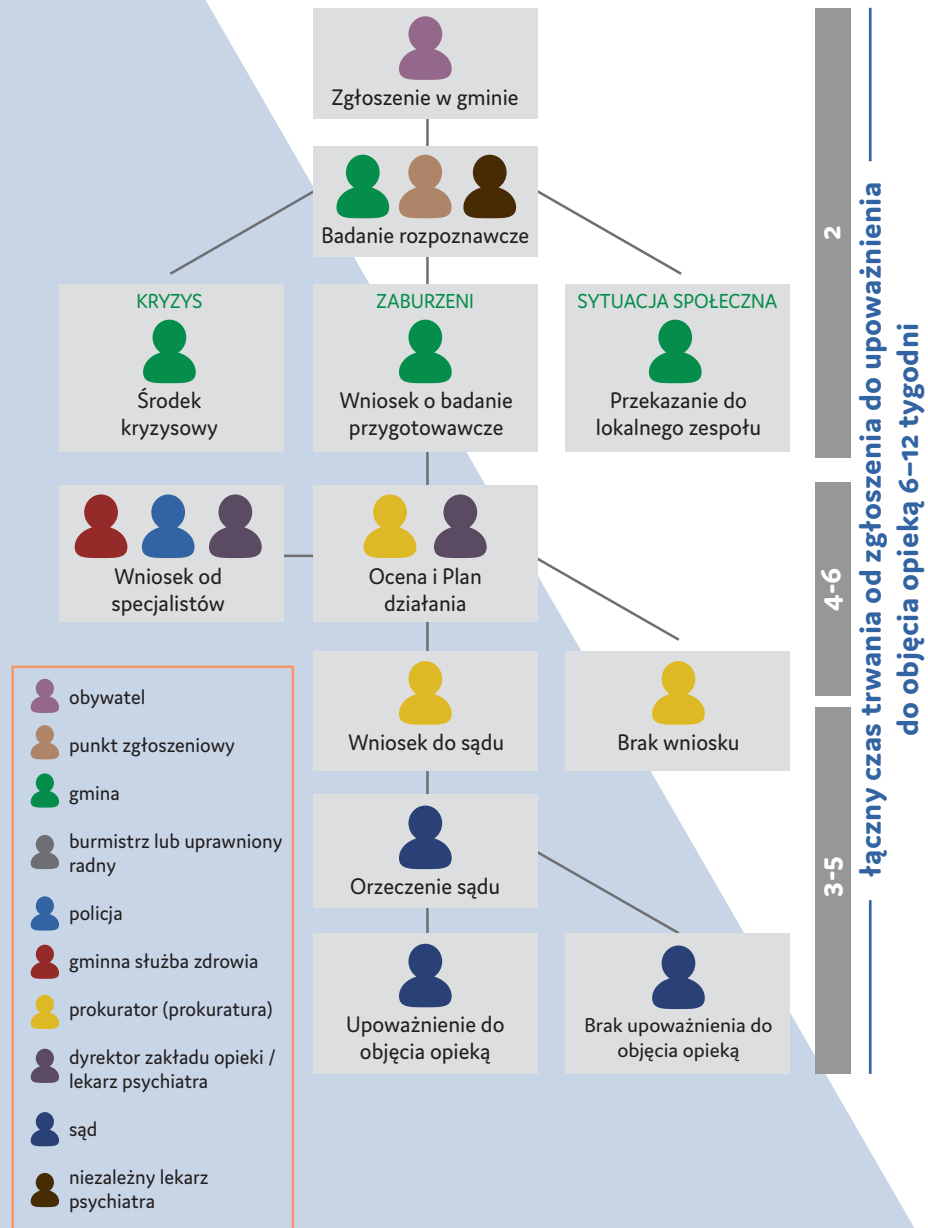 Zgłoszenie w gminie
Badanie rozpoznawcze
KRYZYS
Środek
kryzysowy
ZABURZENI
Wniosek o badanie
przygotowawcze
SYTUACJA SPOŁECZNA
Przekazanie do
lokalnego zespołu
Wniosek od
specjalistów
Ocena i Plan
działania
Wniosek do sądu
Brak wniosku
Orzeczenie sądu
Upoważnienie do
objęcia opieką
Brak upoważnienia do
objęcia opieką
obywatel
punkt zgłoszeniowy
gmina
burmistrz lub uprawniony
radny
policja
gminna służba zdrowia
prokurator (prokuratura)
dyrektor zakładu opieki /
lekarz psychiatra
sąd
niezależny lekarz
psychiatra
2
4-6
3-5
łączny czas trwania od zgłoszenia do upoważnienia
do objęcia opieką 6–12 tygodni